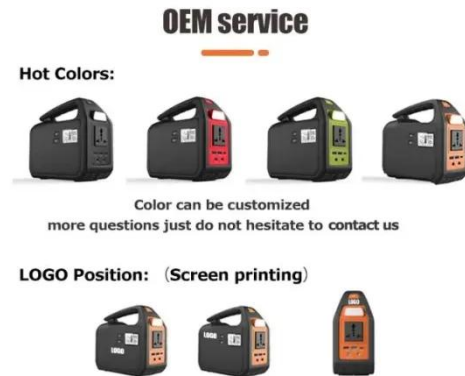 OEM service
Hot Colors:
Color can be customized
more questions just do not hesitate to contact us
LOGO Position: （Screen printing）
LOGO
LOGO
LOGO